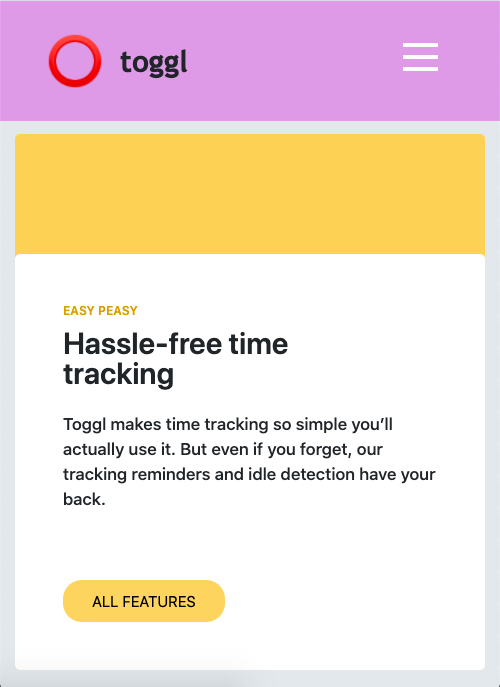 toggl
EASY PEASY
Hassle-free time
tracking
Toggl makes time tracking so simple you’ll
actually use it. But even if you forget, our
tracking reminders and idle detection have your
back.
ALL FEATURES